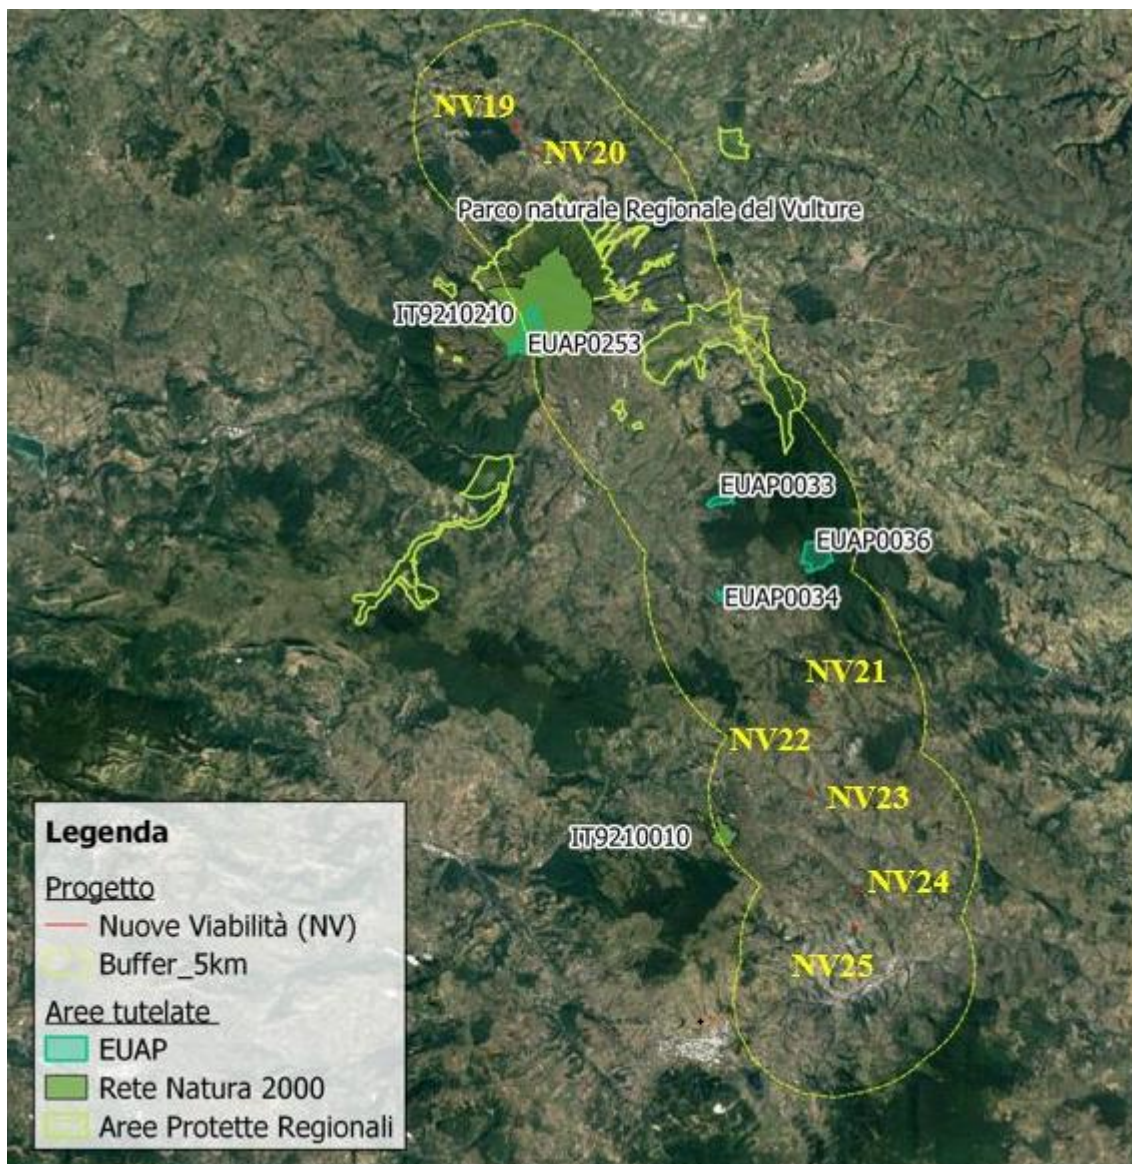 NV19
NV20
Parco naturale Regionale del Vulture
IT9210210
EUAP0253
EUAP0033
EUAP0036
EUAP0034
NV21
NV22
NV23
IT9210010
NV24
NV25
Legenda
Progetto
Nuove Viabilità (NV)
Buffer_5km
Aree tutelate
EUAP
Rete Natura 2000
Aree Protette Regionali